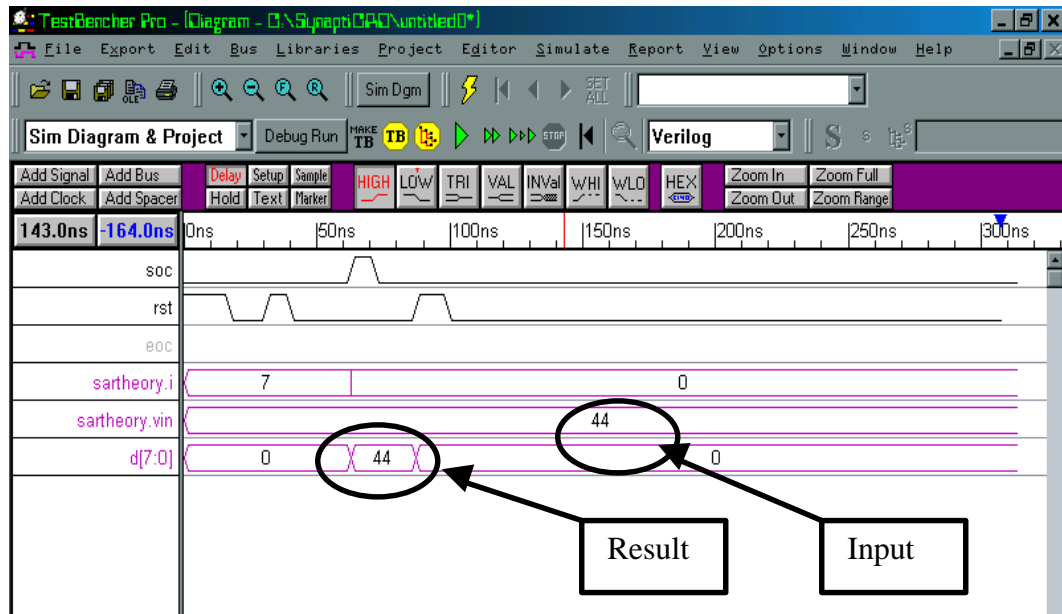 TestBencher Pro - [Diagram - C:\SynaptiCAD\untitled0*]
File Export Edit Bus Libraries Project Editor Simulate Report View Options Window Help
OLE F R Sim Dgm SET ALL
Sim Diagram & Project Debug Run MAKE TB TB STOP Verilog S s S
Add Signal Add Bus Delay Setup Sample HIGH LOW TRI VAL INVal WHI WLO HEX Zoom In Zoom Full
Add Clock Add Spacer Hold Text Marker Zoom Out Zoom Range
143.0ns -164.0ns 0ns 50ns 100ns 150ns 200ns 250ns 300ns
soc
rst
eoc
sartheory.i 7 0
sartheory.vin 44
d[7:0] 0 44 0
Result Input